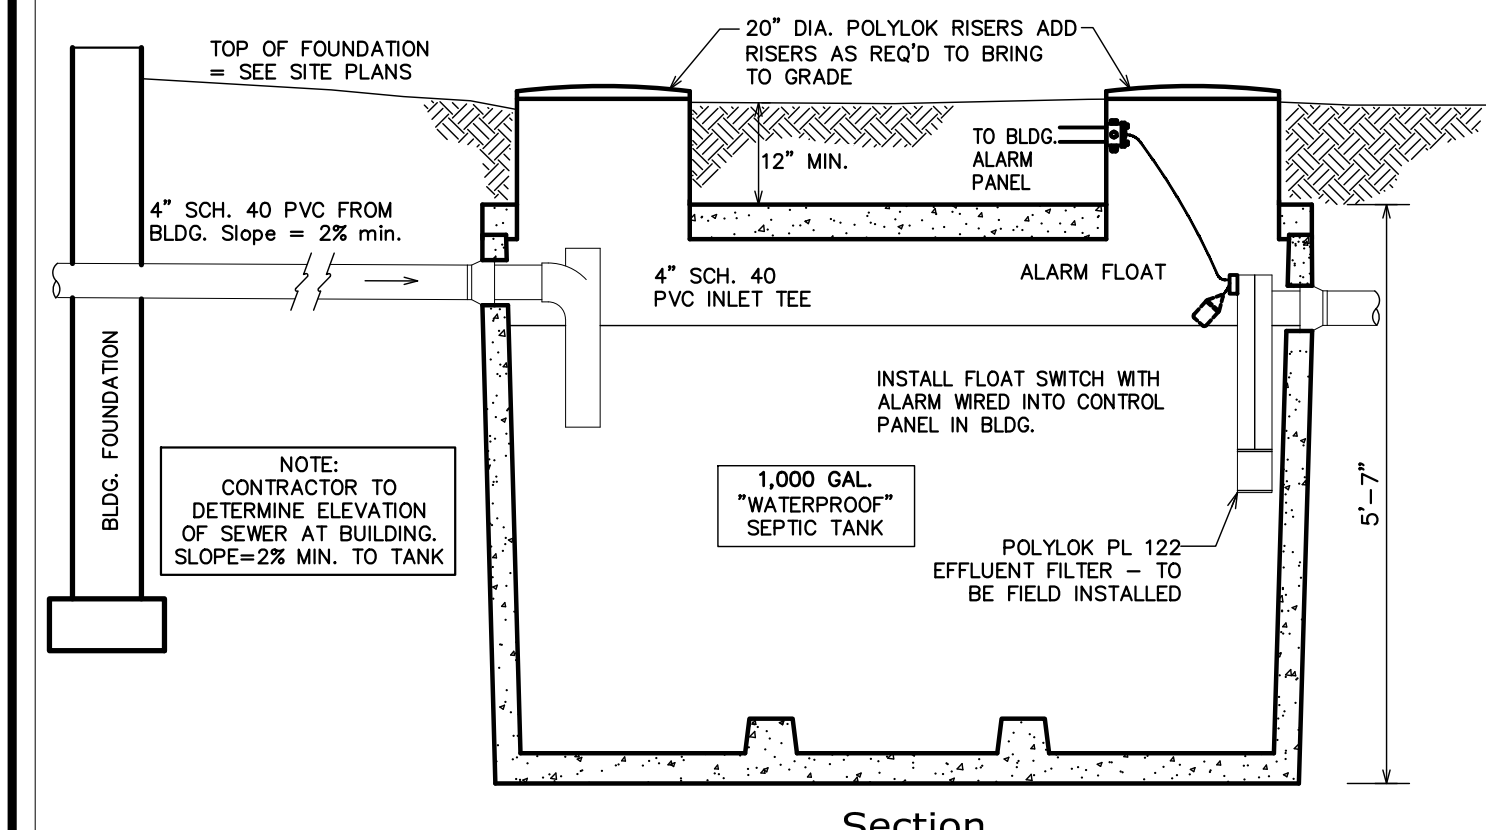 20" DIA. POLYLOK RISERS ADD
RISERS AS REQ'D TO BRING
TO GRADE
TOP OF FOUNDATION
= SEE SITE PLANS
TO BLDG.
ALARM
PANEL
12" MIN.
4" SCH. 40 PVC FROM
BLDG. Slope = 2% min.
4" SCH. 40
PVC INLET TEE
ALARM FLOAT
INSTALL FLOAT SWITCH WITH
ALARM WIRED INTO CONTROL
PANEL IN BLDG.
BLDG. FOUNDATION
NOTE:
CONTRACTOR TO
DETERMINE ELEVATION
OF SEWER AT BUILDING.
SLOPE=2% MIN. TO TANK
1,000 GAL.
"WATERPROOF"
SEPTIC TANK
5'-7"
POLYLOK PL 122
EFFLUENT FILTER – TO
BE FIELD INSTALLED
Section